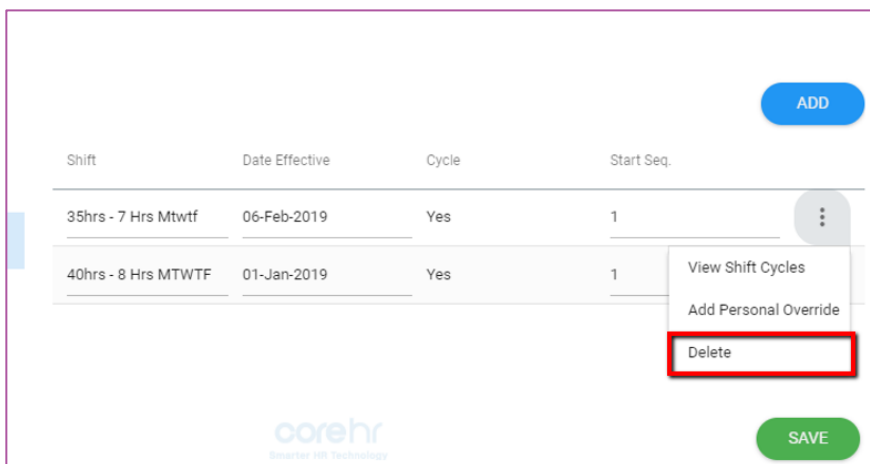 ADD
Shift Date Effective Cycle Start Seq.
35hrs - 7 Hrs Mtwtf 06-Feb-2019 Yes 1
40hrs - 8 Hrs MTWTF 01-Jan-2019 Yes 1
View Shift Cycles
Add Personal Override
Delete
corehr
Smarter HR Technology
SAVE